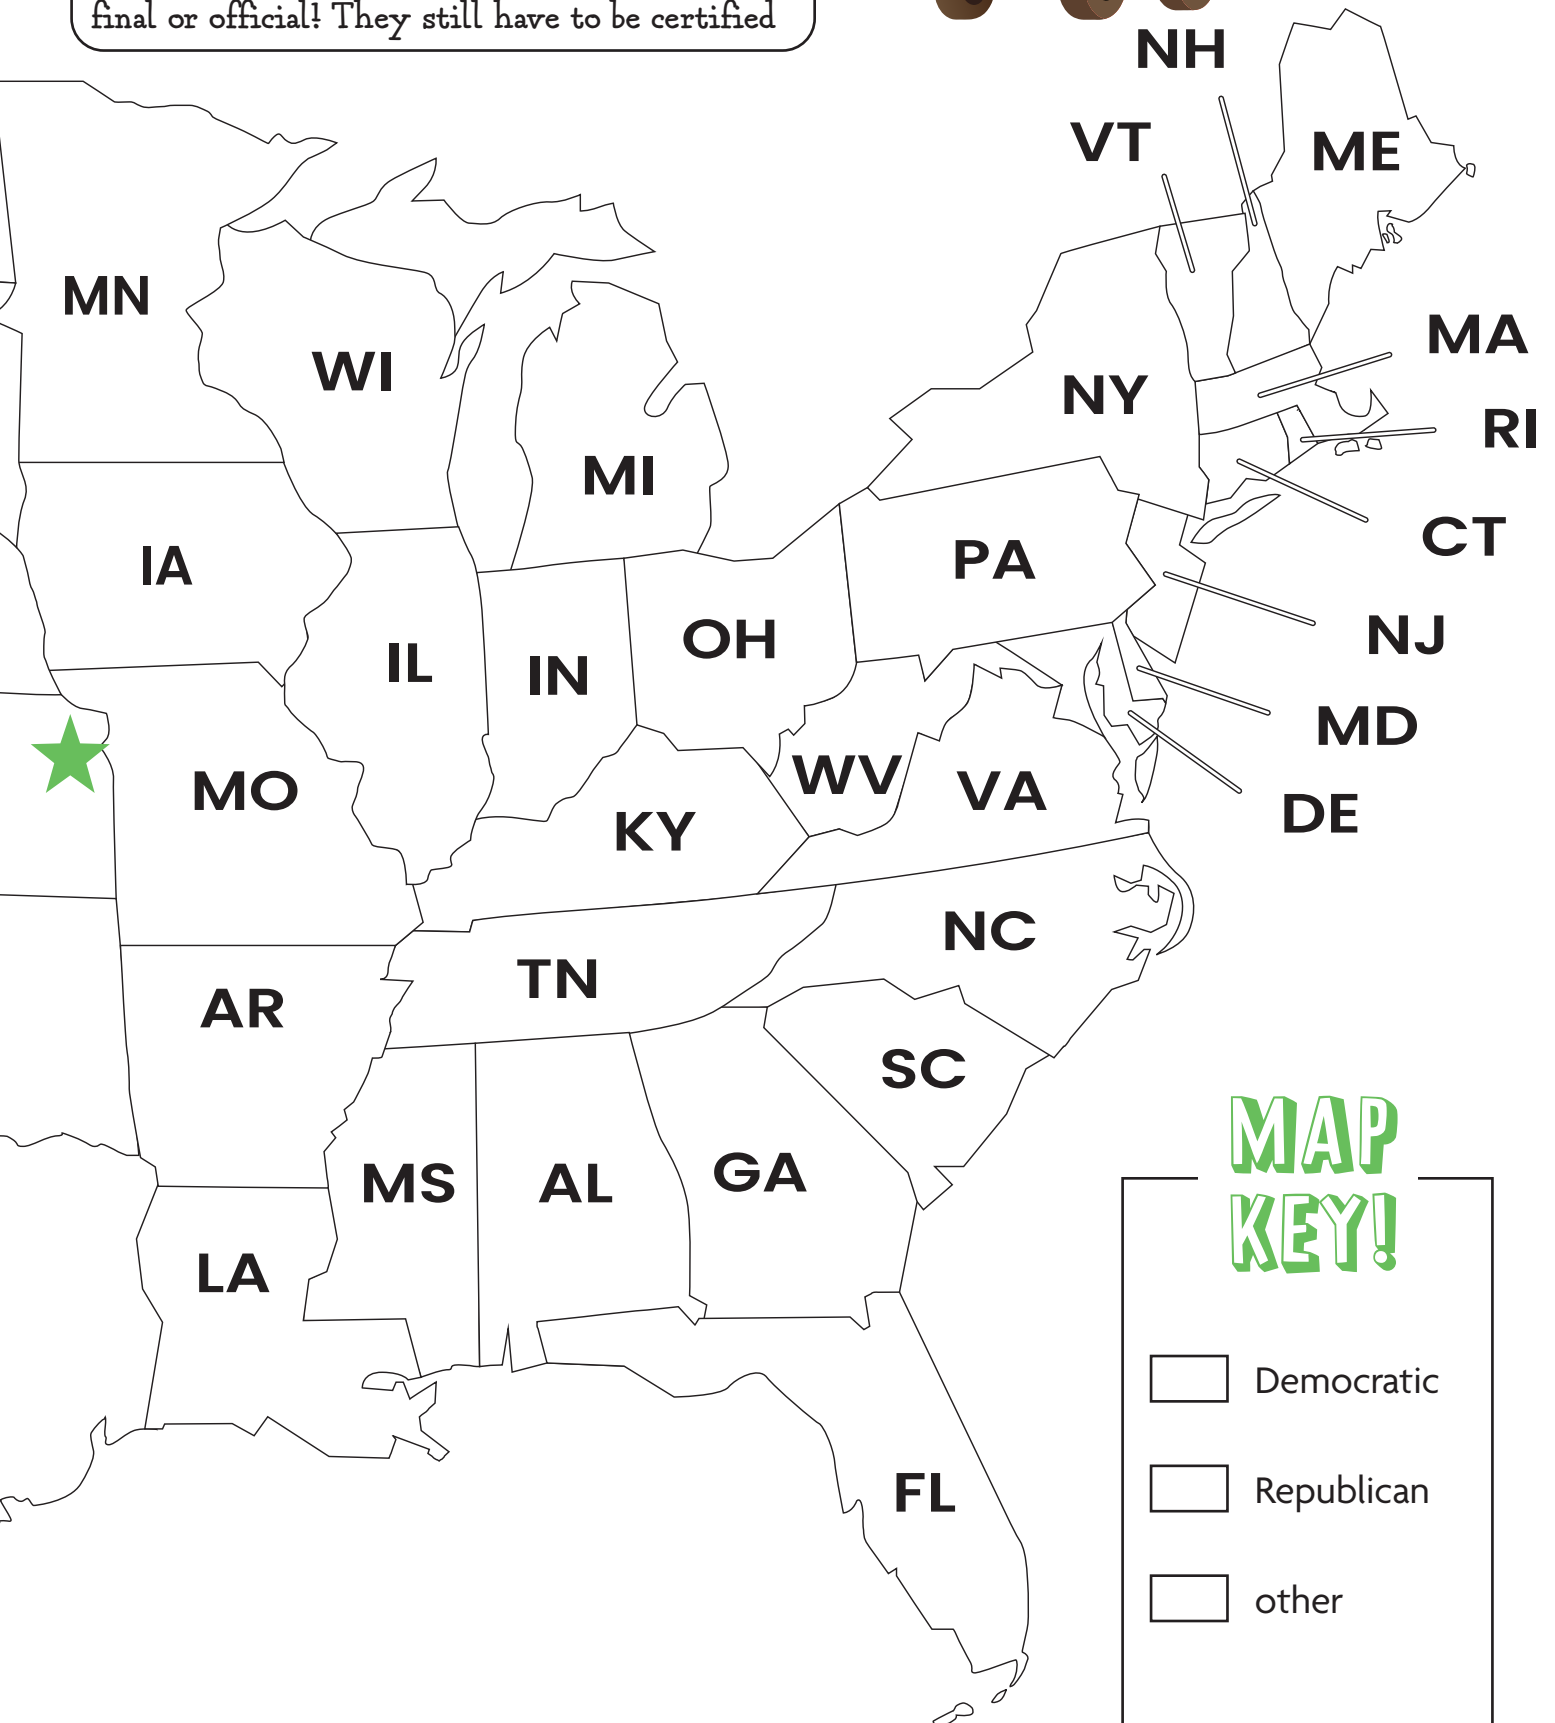 final or official! They still have to be certified
NH
VT
ME
MN
MA
WI
NY
RI
MI
CT
IA
PA
NJ
OH
IL
IN
MD
WV
VA
MO
DE
KY
NC
TN
AR
SC
MAP
KEY!
GA
MS
AL
LA
Democratic
Republican
FL
other